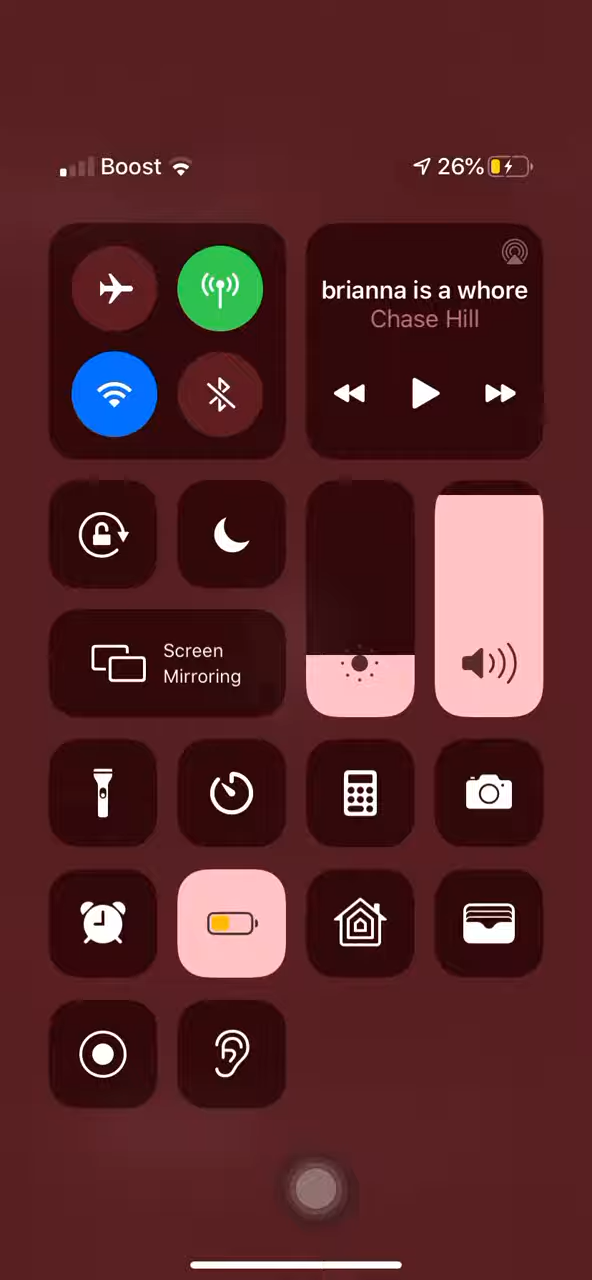 Boost
26%
brianna is a whore
Chase Hill
Screen
Mirroring